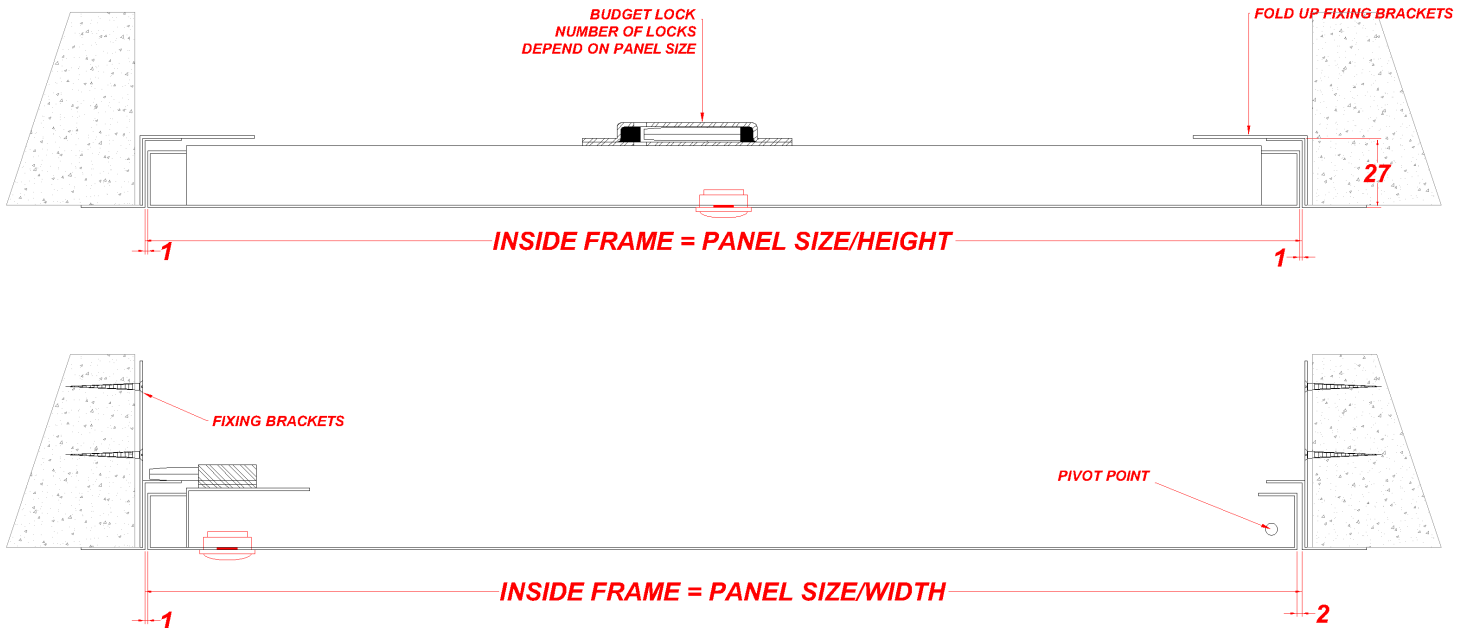 BUDGET LOCK
NUMBER OF LOCKS
DEPEND ON PANEL SIZE
FOLD UP FIXING BRACKETS
27
INSIDE FRAME = PANEL SIZE/HEIGHT
1
1
FIXING BRACKETS
PIVOT POINT
INSIDE FRAME = PANEL SIZE/WIDTH
1
2